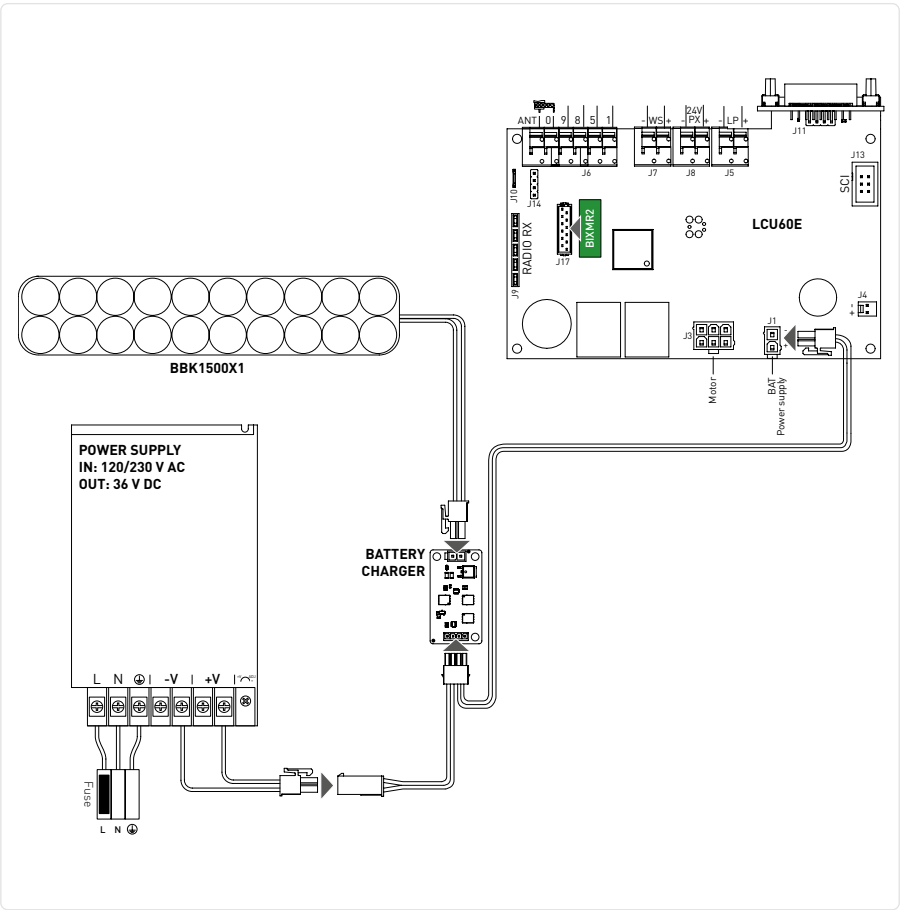 24V
ANT 0 9 8 5 1
- WS +
- PX +
- LP +
J11
J6
J7
J8
J5
J13
SCI
J10
J14
LCU60E
BIXMR2
RADIO RX
J17
J9
J4
- +
J3
J1
- +
Motor
BAT
Power supply
BBK1500X1
POWER SUPPLY
IN: 120/230 V AC
OUT: 36 V DC
BATTERY
CHARGER
L N -V +V
Fuse
L N